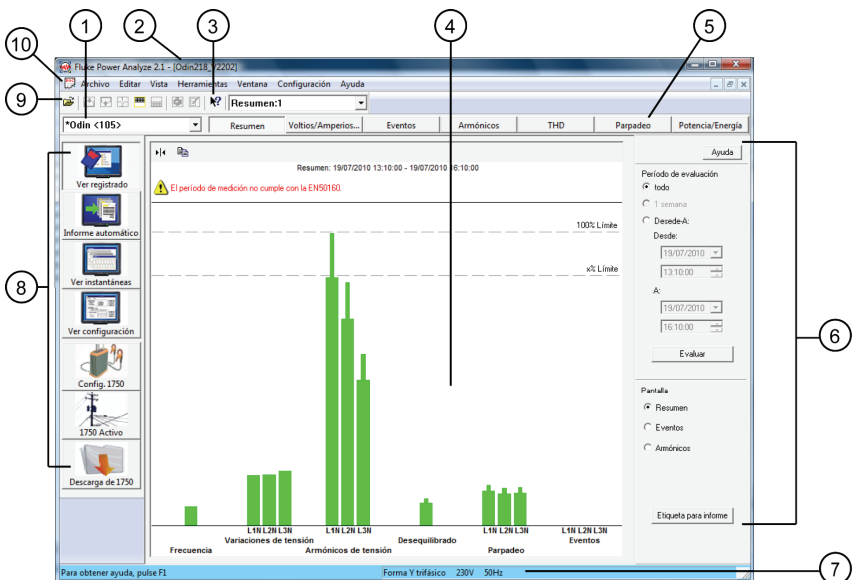 1
2
3
4
5
10
Fluke Power Analyze 2.1 - [Odin218_V2202]
Archivo Editar Vista Herramientas Ventana Configuración Ayuda
9
Resumen:1
*Odin <105>
Resumen
Voltios/Amperios...
Eventos
Armónicos
THD
Parpadeo
Potencia/Energía
8
Ver registrado
Informe automático
Ver instantáneas
Ver configuración
Config. 1750
1750 Activo
Descarga de 1750
Resumen: 19/07/2010 13:10:00 - 19/07/2010 16:10:00
El período de medición no cumple con la EN50160.
100% Límite
x% Límite
L1N L2N L3N
L1N L2N L3N
L1N L2N L3N
L1N L2N L3N
Variaciones de tensión
Desequilibrado
Eventos
Frecuencia
Armónicos de tensión
Parpadeo
Ayuda
Período de evaluación
todo
1 semana
Desede-A:
Desde:
19/07/2010
13:10:00
A:
19/07/2010
16:10:00
Evaluar
6
Pantalla
Resumen
Eventos
Armónicos
Etiqueta para informe
Para obtener ayuda, pulse F1
Forma Y trifásico 230V 50Hz
7